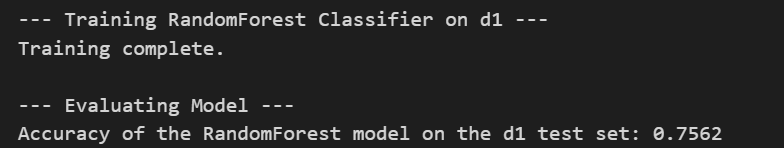 --- Training RandomForest Classifier on d1 ---
Training complete.
--- Evaluating Model ---
Accuracy of the RandomForest model on the d1 test set: 0.7562